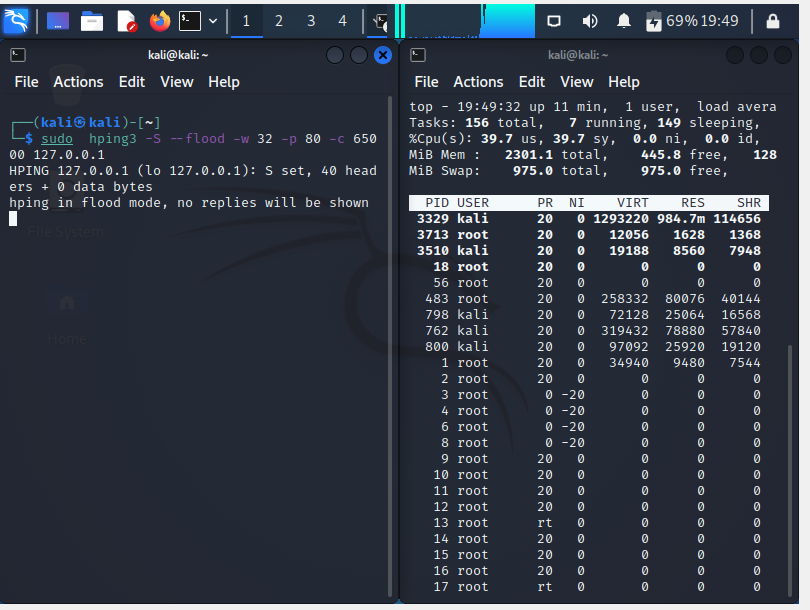 1 2 3 4 69% 19:49
kali@kali: ~
File Actions Edit View Help
┌──(kali㉿kali)-[~]
└─$ sudo hping3 -S --flood -w 32 -p 80 -c 650
00 127.0.0.1
HPING 127.0.0.1 (lo 127.0.0.1): S set, 40 head
ers + 0 data bytes
hping in flood mode, no replies will be shown
File System
Home
kali@kali: ~
File Actions Edit View Help
top - 19:49:32 up 11 min, 1 user, load avera
Tasks: 156 total, 7 running, 149 sleeping,
%Cpu(s): 39.7 us, 39.7 sy, 0.0 ni, 0.0 id,
MiB Mem : 2301.1 total, 445.8 free, 128
MiB Swap: 975.0 total, 975.0 free,
PID USER PR NI VIRT RES SHR
3329 kali 20 0 1293220 984.7m 114656
3713 root 20 0 12056 1628 1368
3510 kali 20 0 19188 8560 7948
18 root 20 0 0 0 0
56 root 20 0 0 0 0
483 root 20 0 258332 80076 40144
798 kali 20 0 72128 25064 16568
762 kali 20 0 319432 78880 57840
800 kali 20 0 97092 25920 19120
1 root 20 0 34940 9480 7544
2 root 20 0 0 0 0
3 root 0 -20 0 0 0
4 root 0 -20 0 0 0
6 root 0 -20 0 0 0
8 root 0 -20 0 0 0
9 root 20 0 0 0 0
10 root 20 0 0 0 0
11 root 20 0 0 0 0
12 root 20 0 0 0 0
13 root rt 0 0 0 0
14 root 20 0 0 0 0
15 root 20 0 0 0 0
16 root 20 0 0 0 0
17 root rt 0 0 0 0